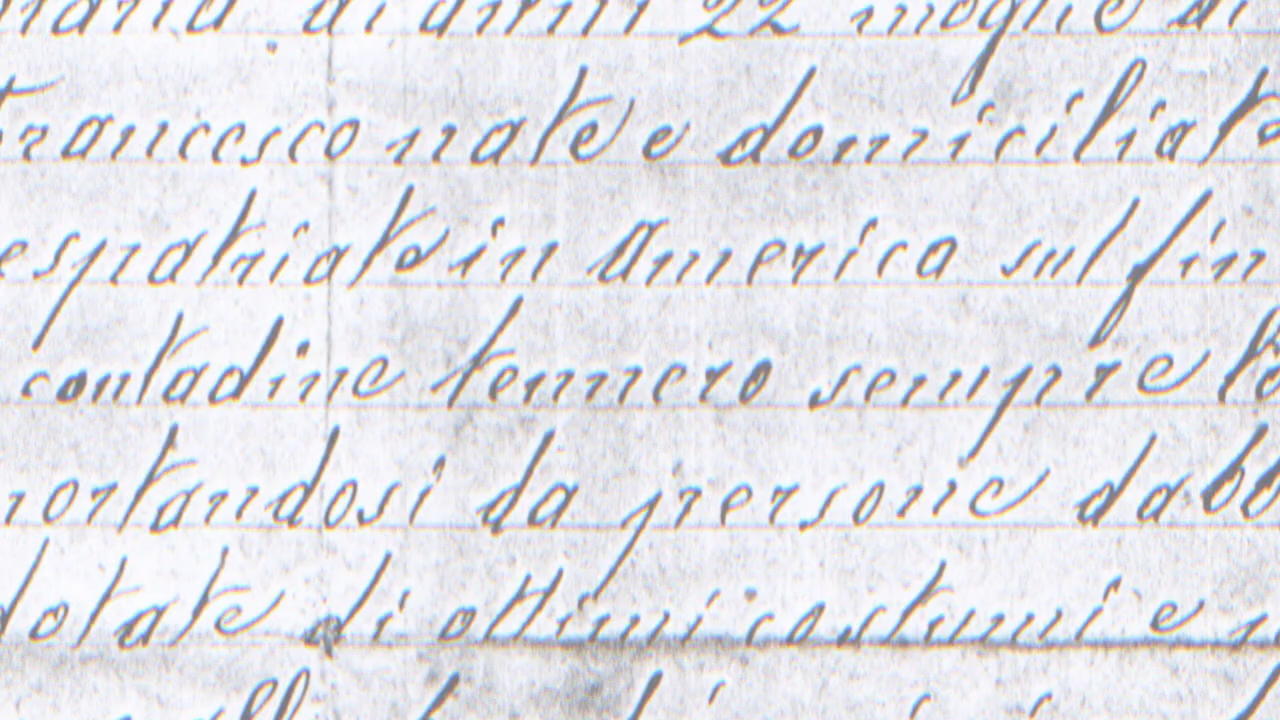 di anni 22 moglie di
Francesco nate e domiciliate
espatriate in America sul fin
contadine tennero sempre
portandosi da persone dabb
dotate di ottimi costumi e